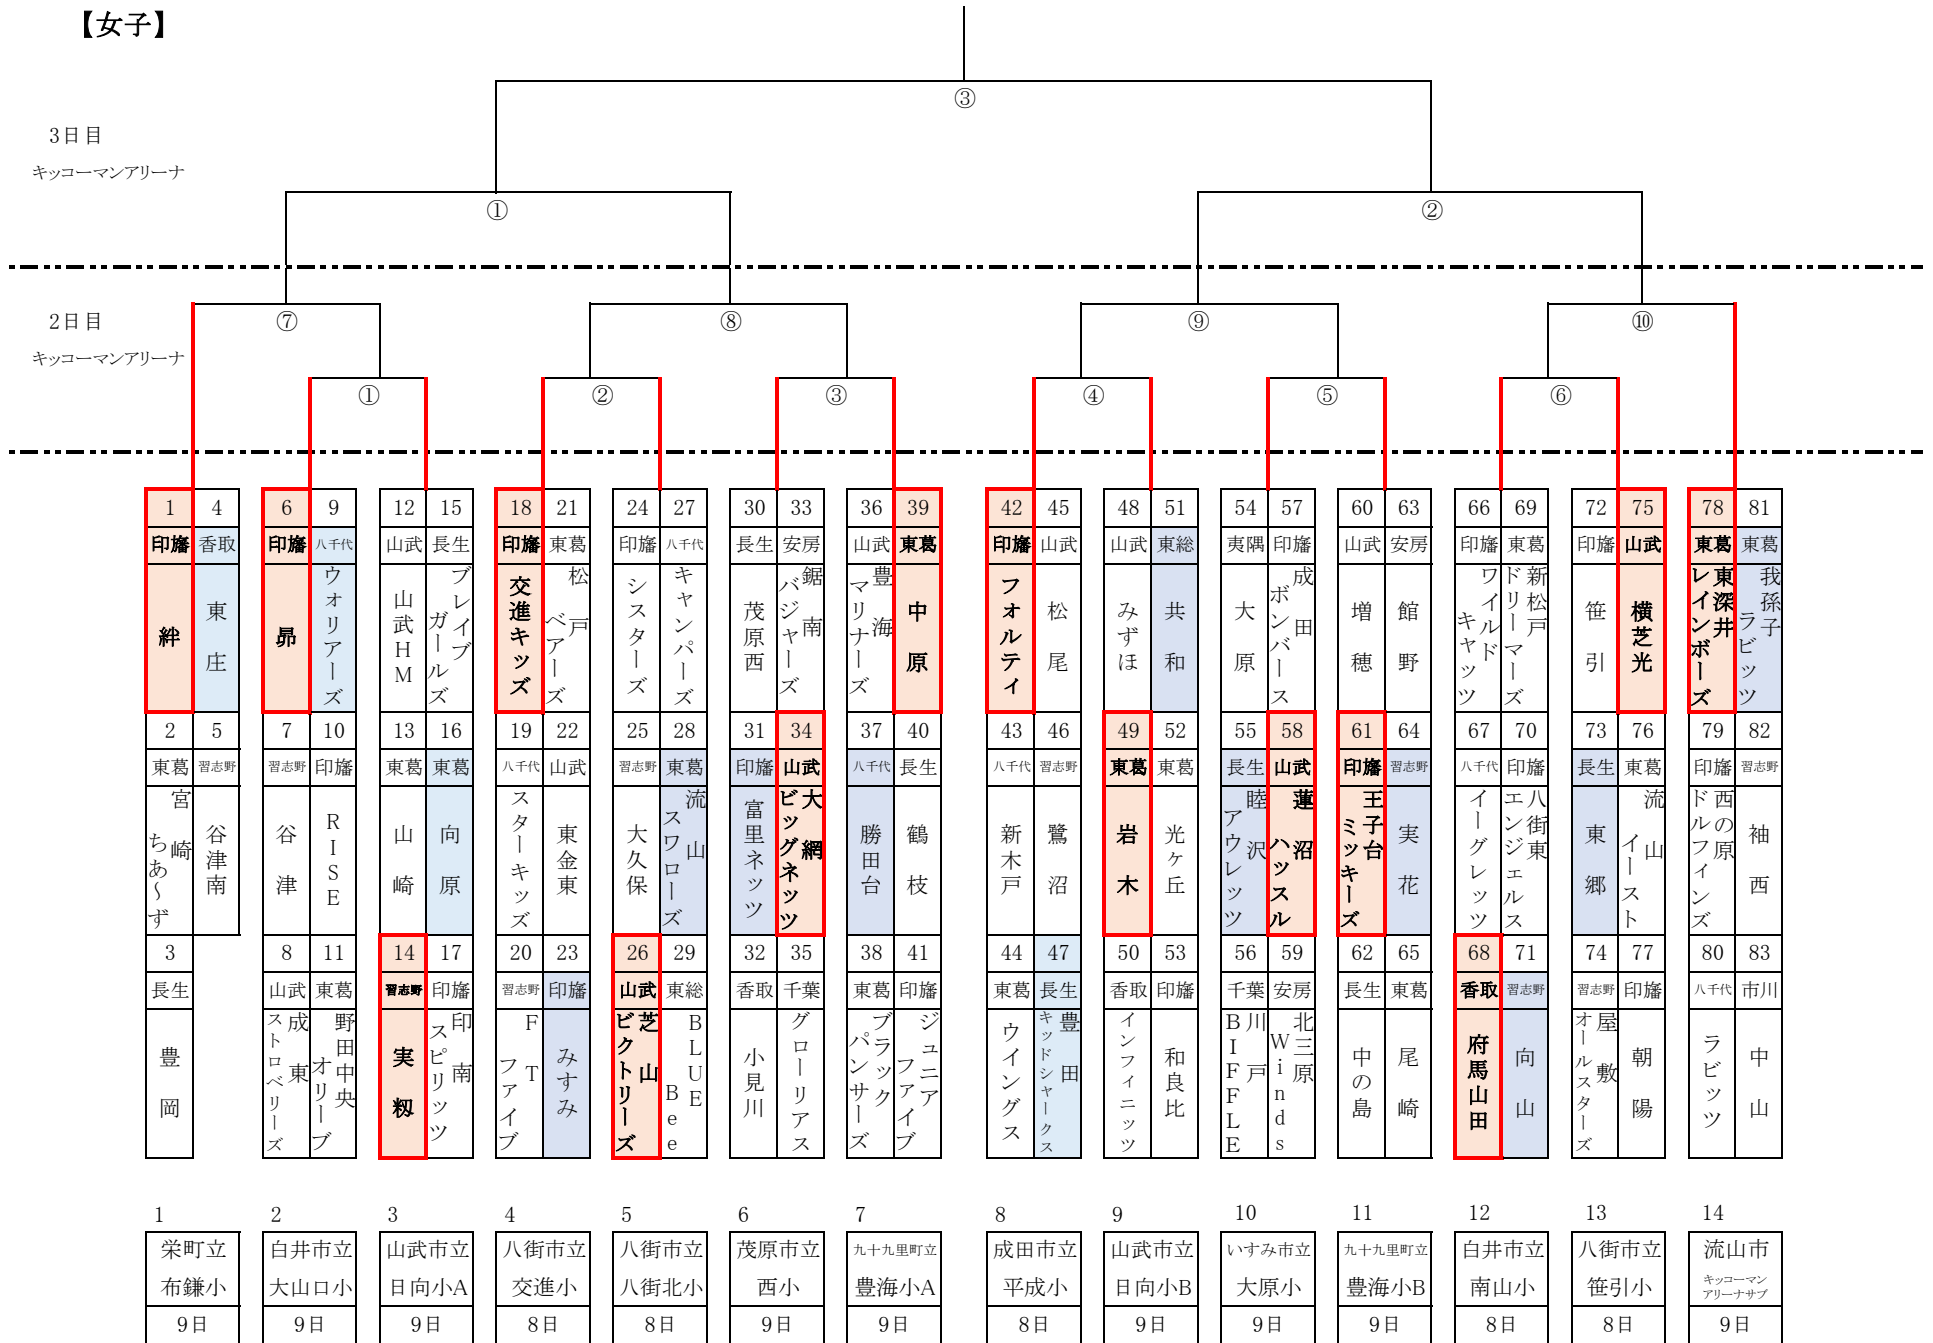 【女子】
③
3日目
キッコーマンアリーナ
① ②
2日目
キッコーマンアリーナ
⑦ ⑧ ⑨ ⑩
① ② ③ ④ ⑤ ⑥
1 4 6 9 12 15 18 21 24 27 30 33 36 39 42 45 48 51 54 57 60 63 66 69 72 75 78 81
印旛 香取 印旛 八千代 山武 長生 印旛 東葛 印旛 八千代 長生 安房 山武 東葛 印旛 山武 山武 東総 夷隅 印旛 山武 安房 印旛 東葛 印旛 山武 東葛 東葛
絆
東庄
昴
ウォリアーズ
山武HM
ブレイブガールズ
交進キッズ
松戸ベアーズ
シスターズ
キャンパーズ
茂原西
鋸南バジャーズ
豊海マリナーズ
中原
フォルテイ
松尾
みずほ
共和
大原
成田ボンバース
増穂
館野
ワイルドキャッツ
新松戸ドリーマーズ
笹引
横芝光
東深井レインボーズ
我孫子ラビッツ
2 5 7 10 13 16 19 22 25 28 31 34 37 40 43 46 49 52 55 58 61 64 67 70 73 76 79 82
東葛 習志野 習志野 印旛 東葛 東葛 八千代 山武 習志野 東葛 印旛 山武 八千代 長生 八千代 習志野 東葛 東葛 長生 山武 印旛 習志野 八千代 印旛 長生 東葛 印旛 習志野
宮崎ちあ～ず
谷津南
谷津
RISE
山崎
向原
スターキッズ
東金東
大久保
流山スワローズ
富里ネッツ
大網ビッグネッツ
勝田台
鶴枝
新木戸
鷺沼
岩木
光ヶ丘
睦沢アウレッツ
蓮沼ハッスル
王子台ミッキーズ
実花
イーグレッツ
八街東エンジェルス
東郷
流山イースト
西の原ドルフィンズ
袖西
3 8 11 14 17 20 23 26 29 32 35 38 41 44 47 50 53 56 59 62 65 68 71 74 77 80 83
長生 山武 東葛 習志野 印旛 習志野 印旛 山武 東総 香取 千葉 東葛 印旛 東葛 長生 香取 印旛 千葉 安房 長生 東葛 香取 習志野 習志野 印旛 八千代 市川
豊岡
成東ストロベリーズ
野田中央オリーブ
実籾
印南スピリッツ
FTファイブ
みすみ
芝山ビクトリーズ
BLUE Bee
小見川
グローリアス
ブラックパンサーズ
ジュニアファイブ
ウイングス
豊田キッドシャークス
インフィニッツ
和良比
川戸BIFFLE
北三原Winds
中の島
尾崎
府馬山田
向山
屋敷オールスターズ
朝陽
ラビッツ
中山
1 2 3 4 5 6 7 8 9 10 11 12 13 14
栄町立 白井市立 山武市立 八街市立 八街市立 茂原市立 九十九里町立 成田市立 山武市立 いすみ市立 九十九里町立 白井市立 八街市立 流山市
布鎌小 大山口小 日向小A 交進小 八街北小 西小 豊海小A 平成小 日向小B 大原小 豊海小B 南山小 笹引小 キッコーマン
アリーナサブ
9日 9日 9日 8日 8日 9日 9日 8日 9日 9日 9日 8日 8日 9日